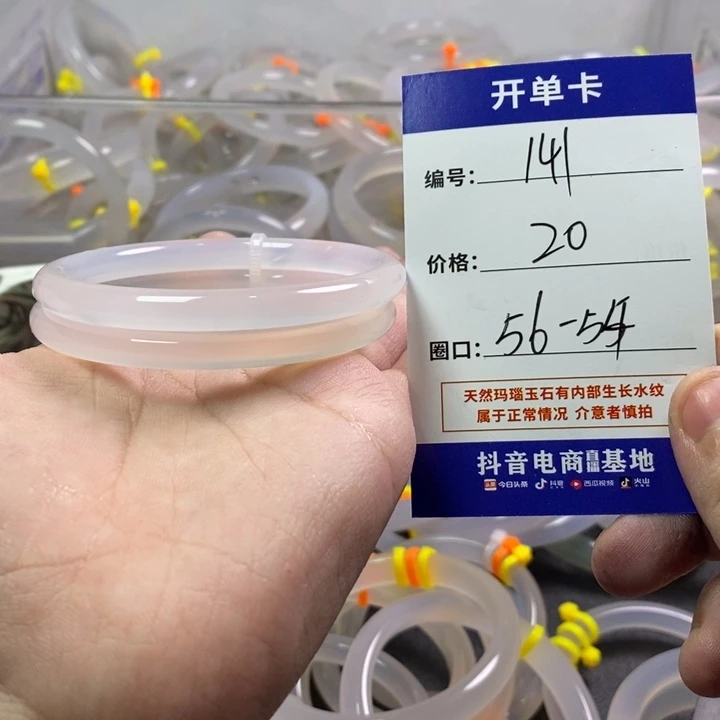 开单卡
编号: 141
价格: 20
圈口: 56-54
天然玛瑙玉石有内部生长水纹
属于正常情况 介意者慎拍
抖音电商直播基地
头条 今日头条 抖音 西瓜视频 火山